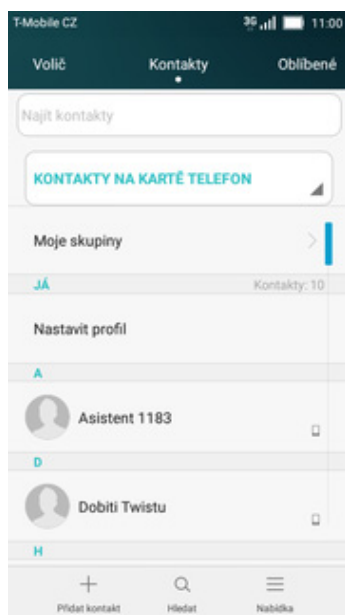 T-Mobile CZ 3G 11:00
Volič Kontakty Oblíbené
Najít kontakty
KONTAKTY NA KARTĚ TELEFON
Moje skupiny
JÁ Kontakty: 10
Nastavit profil
A
Asistent 1183
D
Dobiti Twistu
H
Přidat kontakt Hledat Nabídka